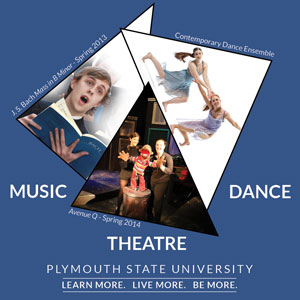 J.S. Bach Mass in B Minor - Spring 2013
Contemporary Dance Ensemble
Avenue Q - Spring 2014
MUSIC
DANCE
THEATRE
PLYMOUTH STATE UNIVERSITY
LEARN MORE. LIVE MORE. BE MORE.